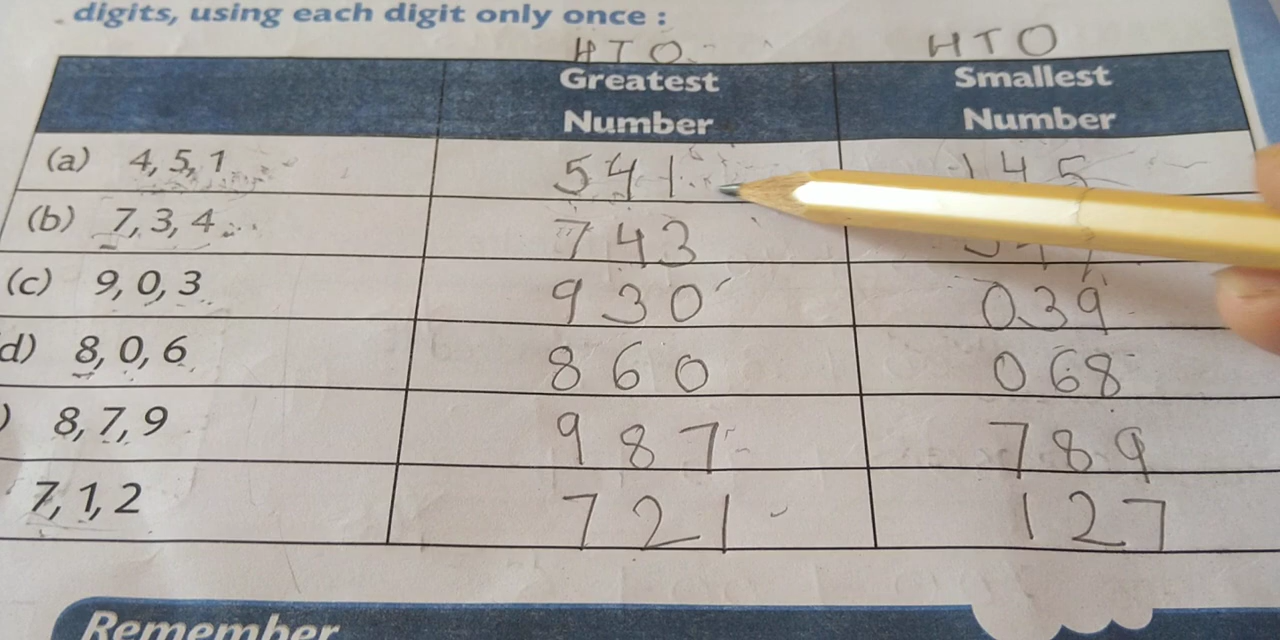 digits, using each digit only once :
HTO HTO
Greatest Number Smallest Number
(a) 4, 5, 1 541 145
(b) 7, 3, 4 743
(c) 9, 0, 3 930 039
d) 8, 0, 6 860 068
) 8, 7, 9 987 789
7, 1, 2 721 127
Remember